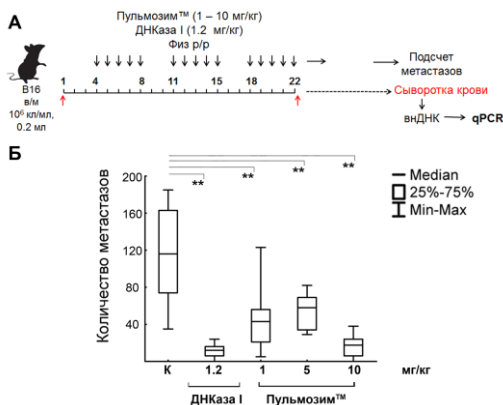 А
Пульмозим™ (1 – 10 мг/кг)
ДНКаза I (1.2 мг/кг)
Физ р/р
1 4 8 11 15 18 22
В16
в/м
10⁶ кл/мл,
0.2 мл
Подсчет
метастазов
Сыворотка крови
внДНК
qPCR
Б
** ** ** **
Количество метастазов
200
160
120
80
40
Median
25%-75%
Min-Max
К 1.2 1 5 10 мг/кг
ДНКаза I Пульмозим™